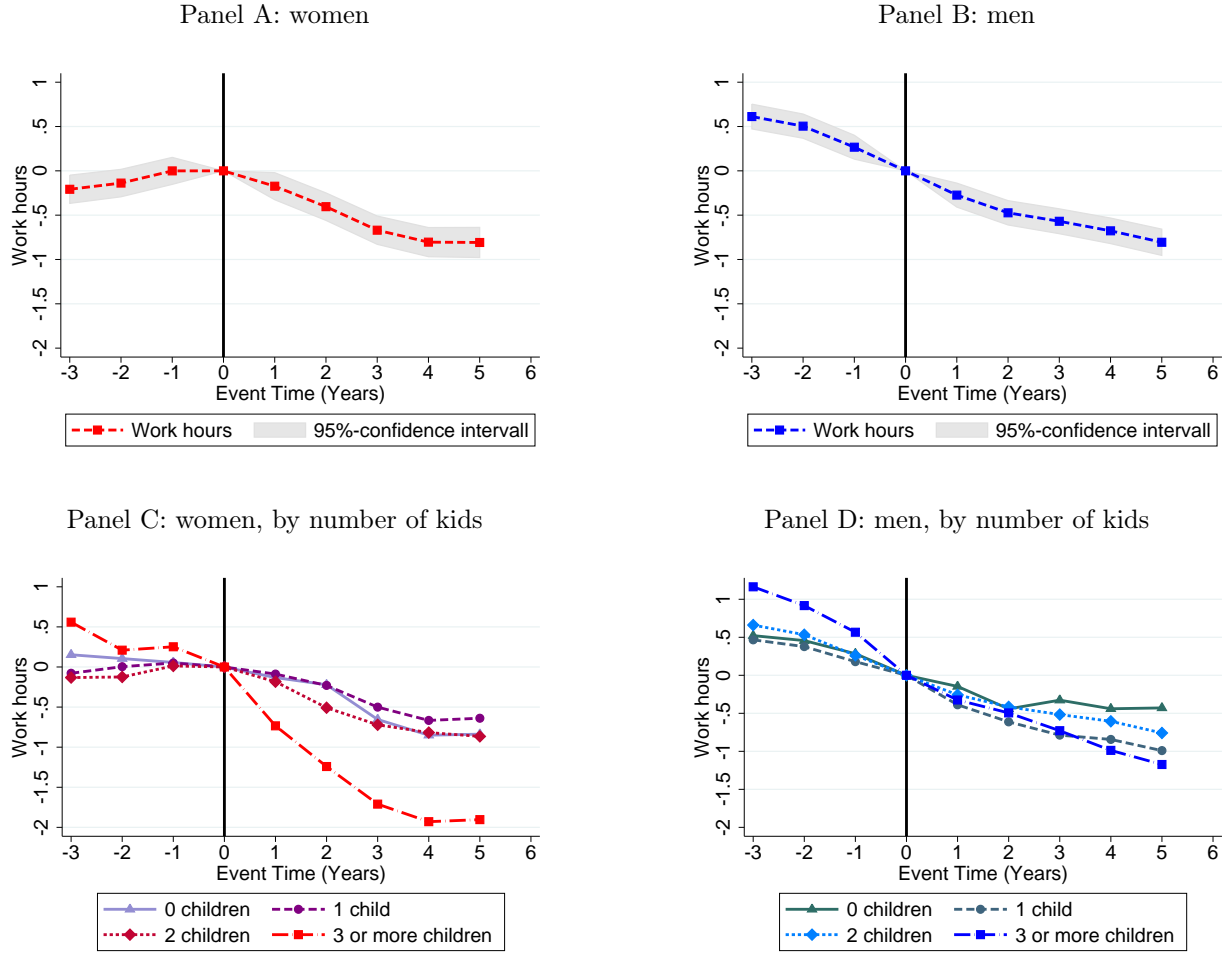 Panel A: women
Work hours
1
.5
0
-.5
-1
-1.5
-2
-3 -2 -1 0 1 2 3 4 5 6
Event Time (Years)
Work hours 95%-confidence intervall
Panel B: men
Work hours
1
.5
0
-.5
-1
-1.5
-2
-3 -2 -1 0 1 2 3 4 5 6
Event Time (Years)
Work hours 95%-confidence intervall
Panel C: women, by number of kids
Work hours
1
.5
0
-.5
-1
-1.5
-2
-3 -2 -1 0 1 2 3 4 5 6
Event Time (Years)
0 children 1 child
2 children 3 or more children
Panel D: men, by number of kids
Work hours
1
.5
0
-.5
-1
-1.5
-2
-3 -2 -1 0 1 2 3 4 5 6
Event Time (Years)
0 children 1 child
2 children 3 or more children